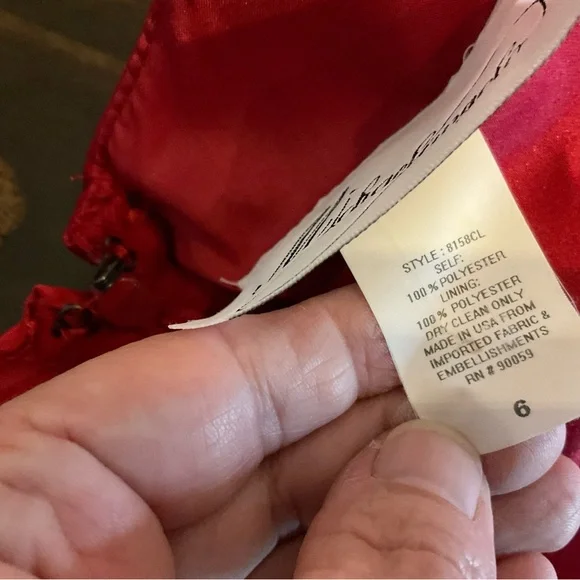 STYLE : 8158CL
SELF:
100 % POLYESTER
LINING:
100 % POLYESTER
DRY CLEAN ONLY
MADE IN USA FROM
IMPORTED FABRIC &
EMBELLISHMENTS
RN # 90059
6